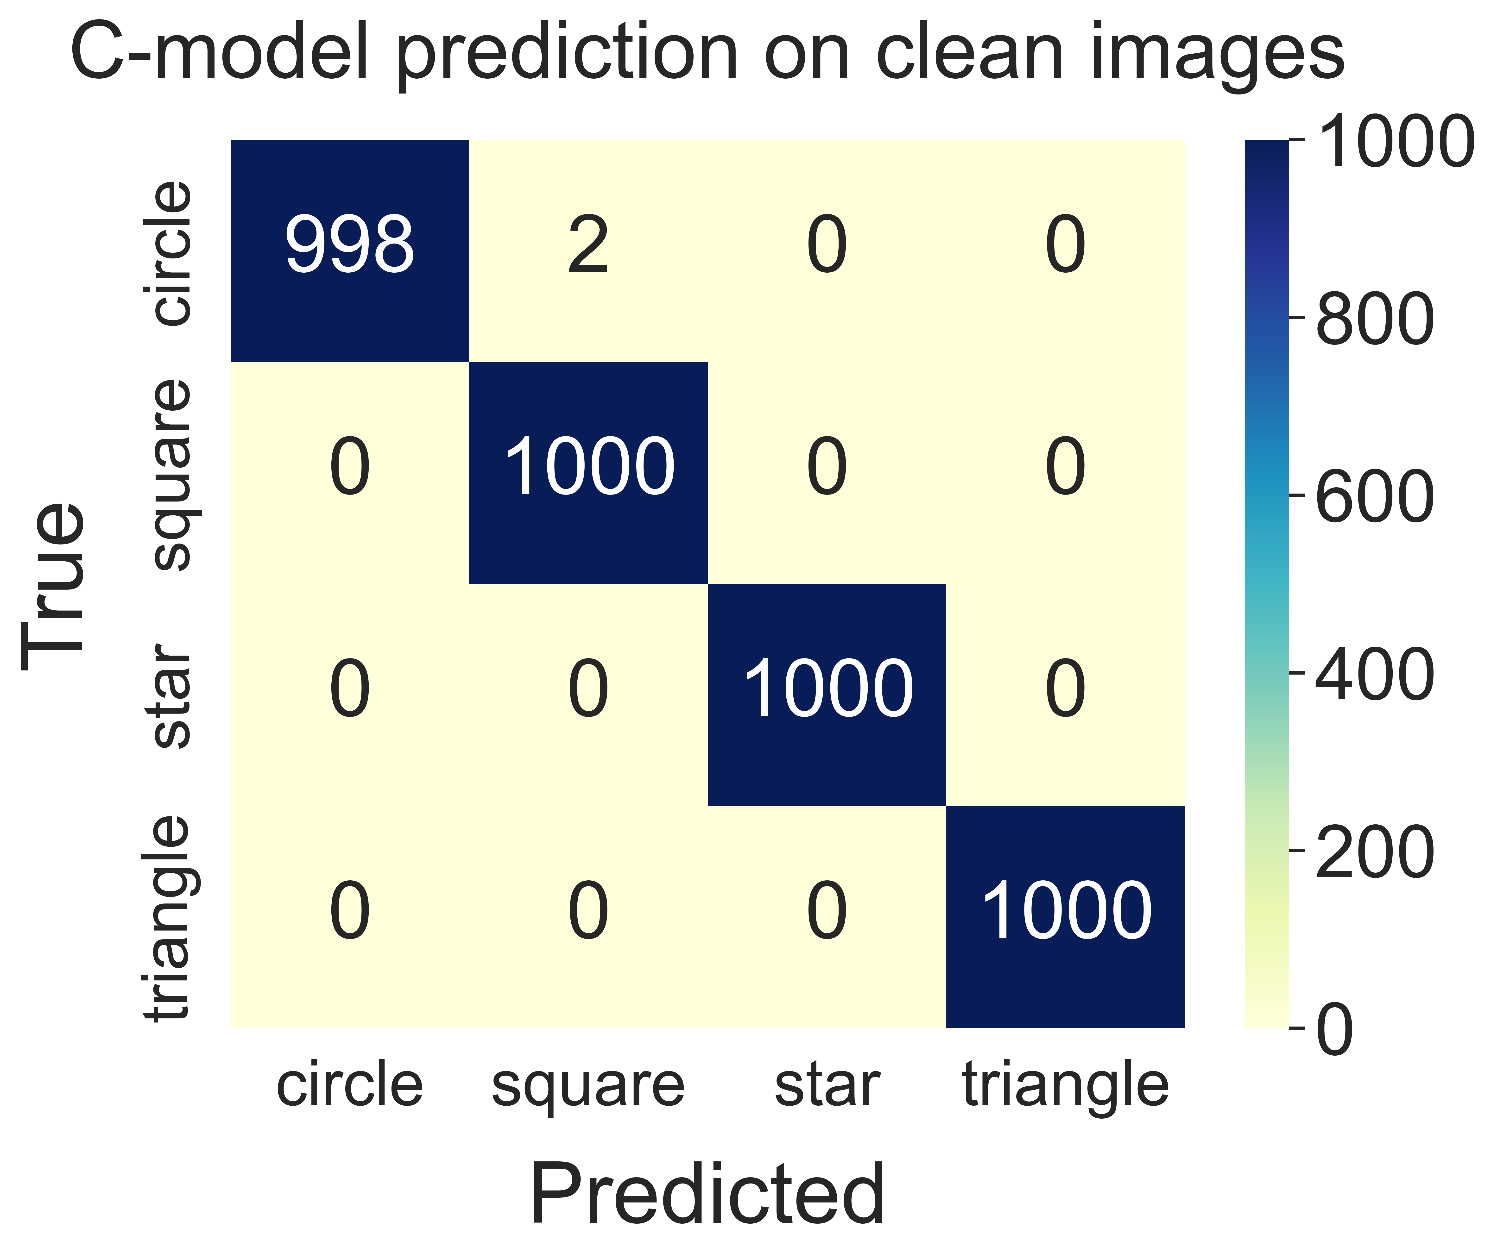 C-model prediction on clean images
True
circle 998 2 0 0
square 0 1000 0 0
star 0 0 1000 0
triangle 0 0 0 1000
circle square star triangle
Predicted
1000
800
600
400
200
0